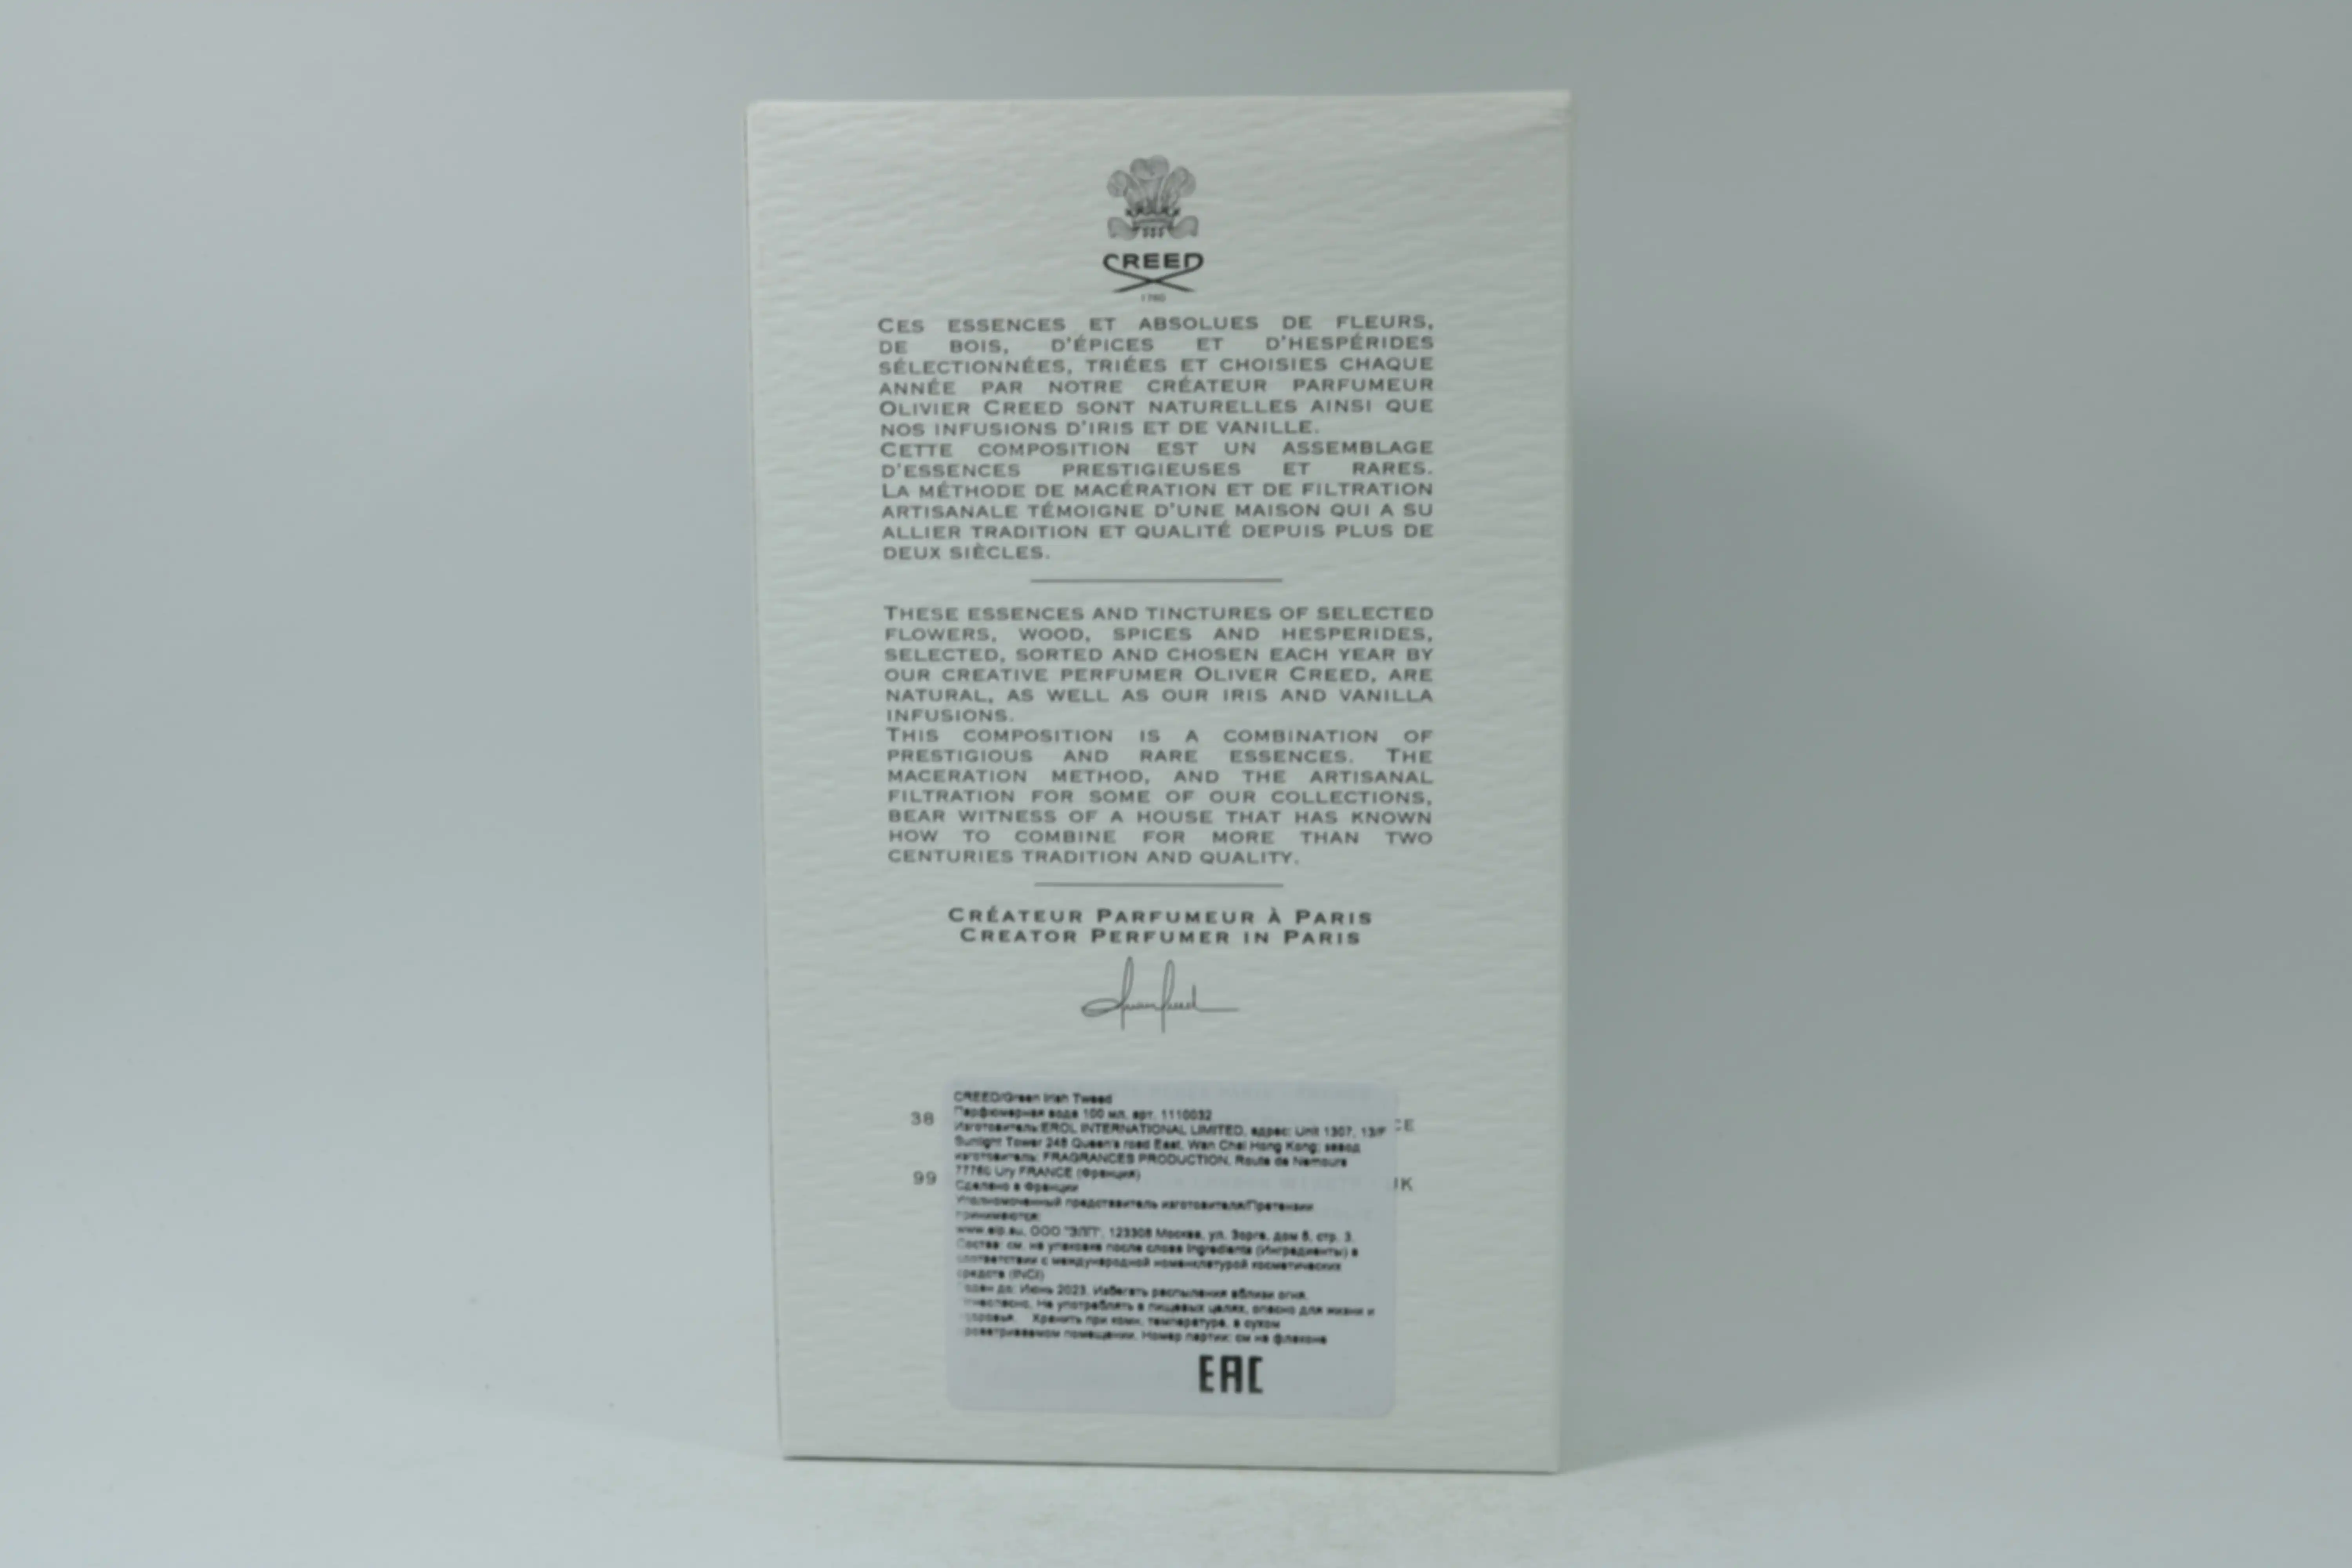 CREED
1760
CES ESSENCES ET ABSOLUES DE FLEURS,
DE BOIS, D'ÉPICES ET D'HESPÉRIDES
SÉLECTIONNÉES, TRIÉES ET CHOISIES CHAQUE
ANNÉE PAR NOTRE CRÉATEUR PARFUMEUR
OLIVIER CREED SONT NATURELLES AINSI QUE
NOS INFUSIONS D'IRIS ET DE VANILLE.
CETTE COMPOSITION EST UN ASSEMBLAGE
D'ESSENCES PRESTIGIEUSES ET RARES.
LA MÉTHODE DE MACÉRATION ET DE FILTRATION
ARTISANALE TÉMOIGNE D'UNE MAISON QUI A SU
ALLIER TRADITION ET QUALITÉ DEPUIS PLUS DE
DEUX SIÈCLES.
THESE ESSENCES AND TINCTURES OF SELECTED
FLOWERS, WOOD, SPICES AND HESPERIDES,
SELECTED, SORTED AND CHOSEN EACH YEAR BY
OUR CREATIVE PERFUMER OLIVER CREED, ARE
NATURAL, AS WELL AS OUR IRIS AND VANILLA
INFUSIONS.
THIS COMPOSITION IS A COMBINATION OF
PRESTIGIOUS AND RARE ESSENCES. THE
MACERATION METHOD, AND THE ARTISANAL
FILTRATION FOR SOME OF OUR COLLECTIONS,
BEAR WITNESS OF A HOUSE THAT HAS KNOWN
HOW TO COMBINE FOR MORE THAN TWO
CENTURIES TRADITION AND QUALITY.
CRÉATEUR PARFUMEUR À PARIS
CREATOR PERFUMER IN PARIS
38
99
CREED/Green Irish Tweed
Парфюмерная вода 100 мл, арт. 1110032
Изготовитель:EROL INTERNATIONAL LIMITED, адрес: Unit 1307, 13/F
Sunlight Tower 248 Queen's road East, Wan Chai Hong Kong; завод
изготовитель: FRAGRANCES PRODUCTION, Route de Nemours
77760 Ury FRANCE (Франция)
Сделано в Франции
Уполномоченный представитель изготовителя/Претензии
принимаются:
ООО "ЭЛП", 123308 Москва, ул. Зорге, дом 5, стр. 3.
Состав: см. на упаковке после слова Ingredients (Ингредиенты) в
соответствии с международной номенклатурой косметических
средств (INCI)
Годен до: Июнь 2023. Избегать распыления вблизи огня.
Огнеопасно. Не употреблять в пищевых целях, опасно для жизни и
здоровья. Хранить при комн. температуре, в сухом
проветриваемом помещении. Номер партии: см на флаконе
EAC